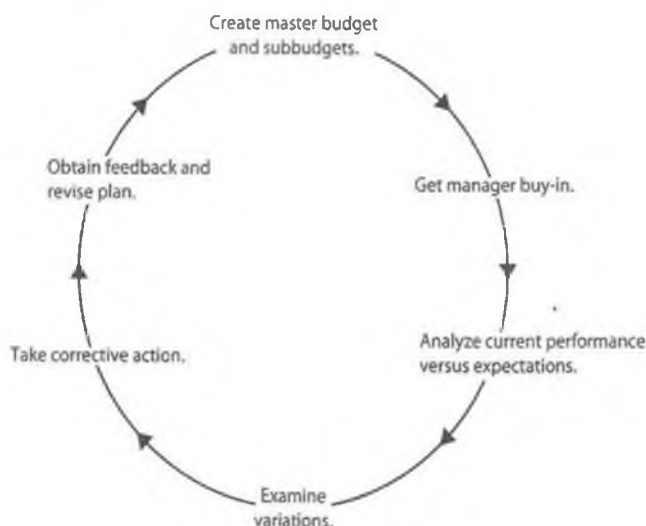 Create master budget
and subbudgets.
Get manager buy-in.
Analyze current performance
versus expectations.
Examine
variations.
Take corrective action.
Obtain feedback and
revise plan.